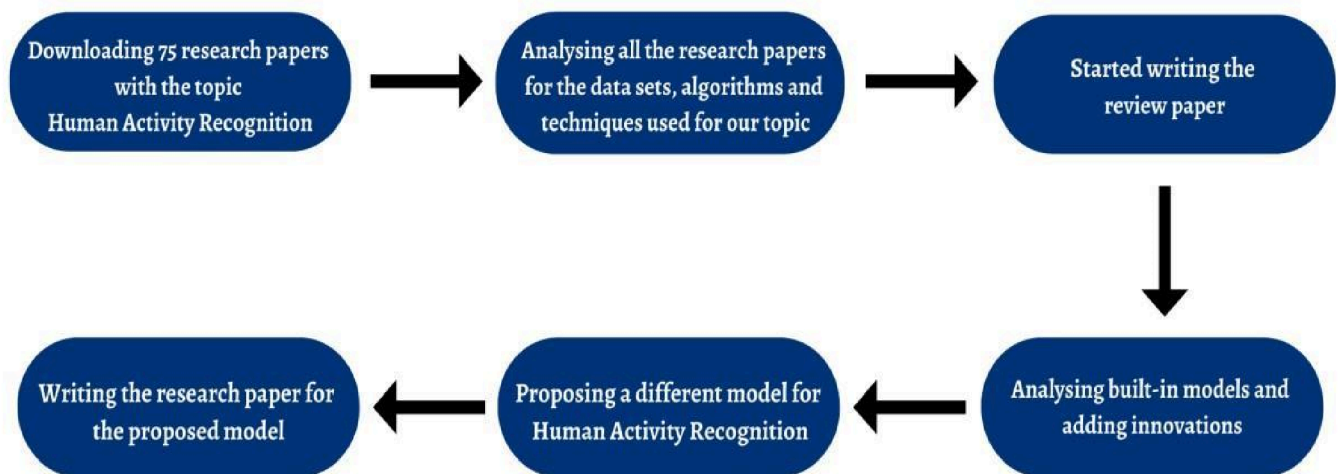 Downloading 75 research papers
with the topic
Human Activity Recognition
Analysing all the research papers
for the data sets, algorithms and
techniques used for our topic
Started writing the
review paper
Analysing built-in models and
adding innovations
Proposing a different model for
Human Activity Recognition
Writing the research paper for
the proposed model